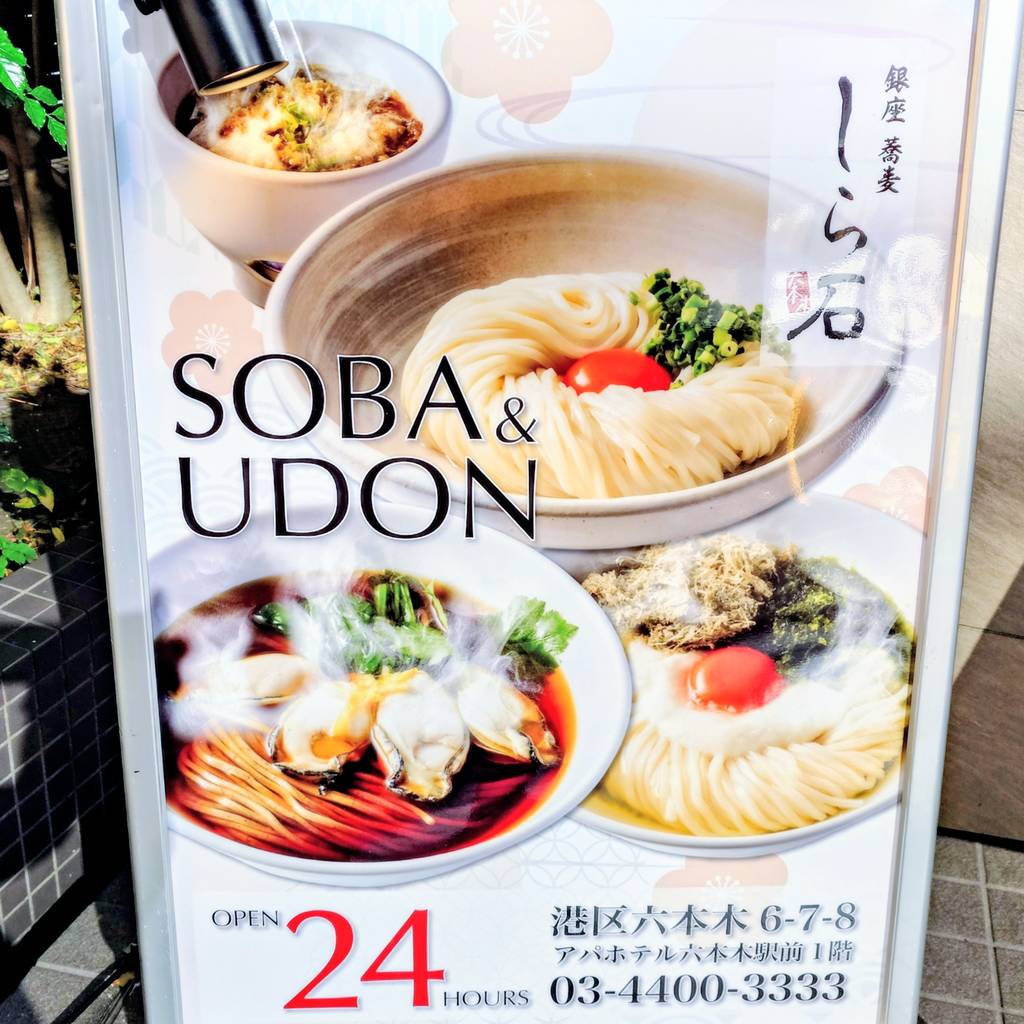 銀座 蕎麦
しら石
SOBA &
UDON
OPEN 24 HOURS
港区六本木 6-7-8
アパホテル六本木駅前 1階
03-4400-3333